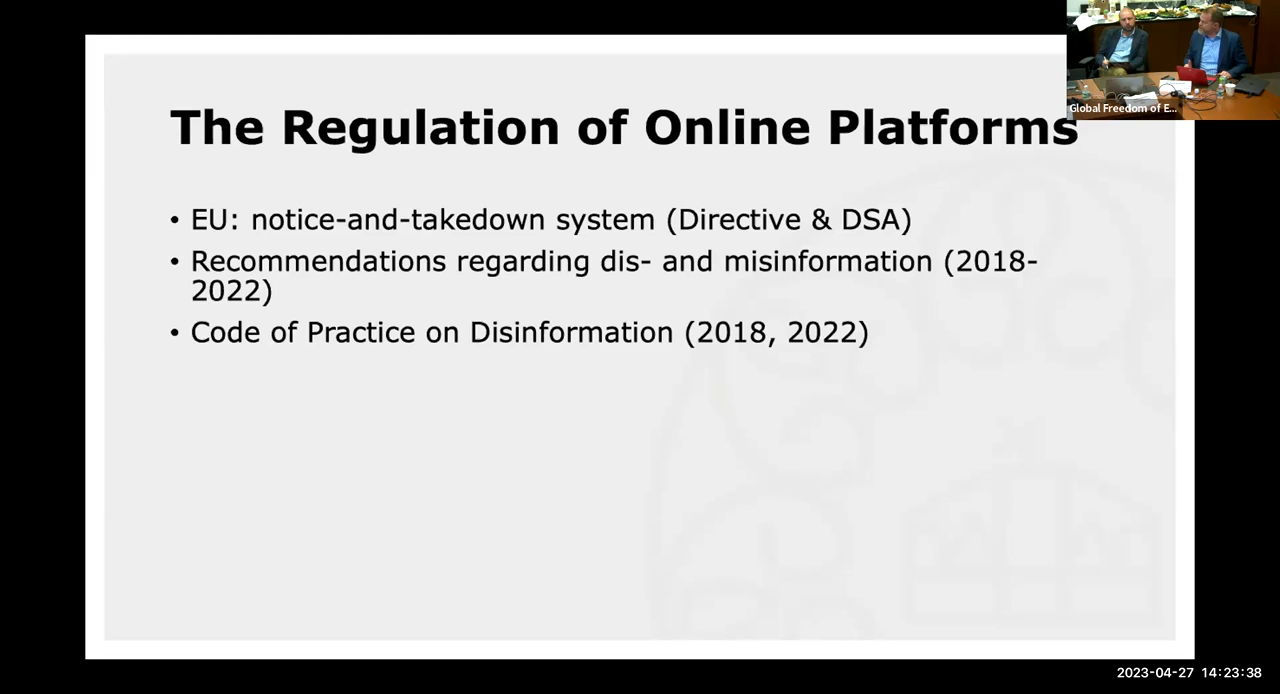 The Regulation of Online Platforms
Global Freedom of E...
• EU: notice-and-takedown system (Directive & DSA)
• Recommendations regarding dis- and misinformation (2018-
2022)
• Code of Practice on Disinformation (2018, 2022)
2023-04-27 14:23:38